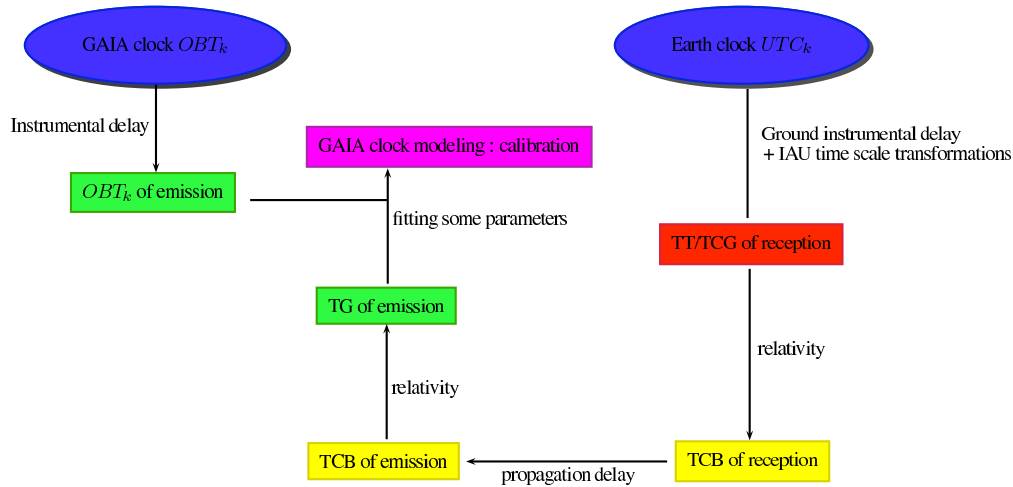 GAIA clock OBT_k
Earth clock UTC_k
Instrumental delay
GAIA clock modeling : calibration
Ground instrumental delay
+ IAU time scale transformations
OBT_k of emission
fitting some parameters
TT/TCG of reception
TG of emission
relativity
relativity
TCB of emission
propagation delay
TCB of reception